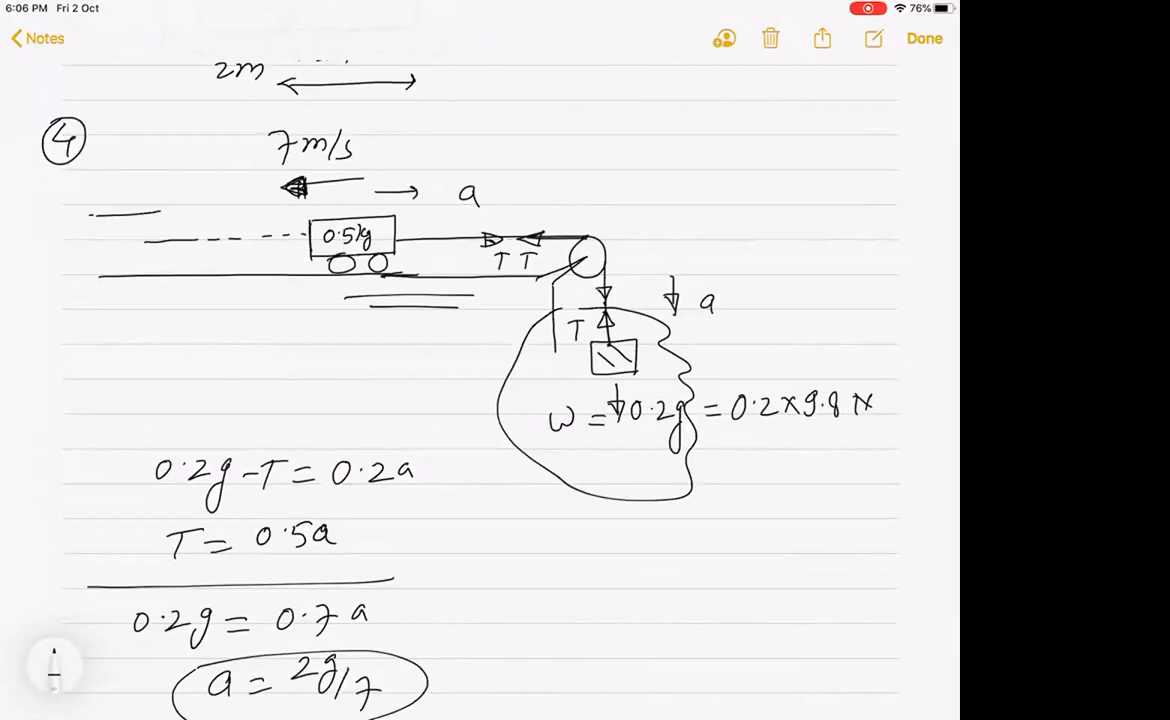 6:06 PM Fri 2 Oct
76%
Notes
Done
2m
4
7 m/s
a
0.5kg
T T
a
T
W = 0.2g = 0.2×9.8 N
0.2g - T = 0.2a
T = 0.5a
0.2g = 0.7a
a = 2g/7